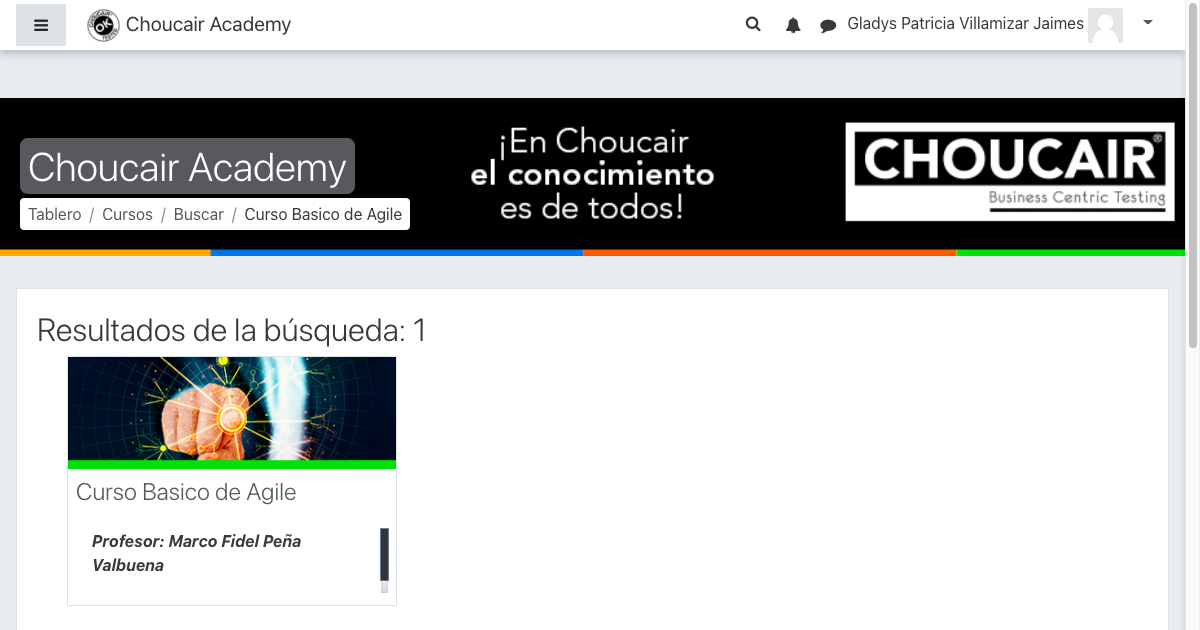 Choucair Academy
Gladys Patricia Villamizar Jaimes
¡En Choucair
el conocimiento
es de todos!
CHOUCAIR®
Business Centric Testing
Choucair Academy
Tablero / Cursos / Buscar / Curso Basico de Agile
Resultados de la búsqueda: 1
Curso Basico de Agile
Profesor: Marco Fidel Peña
Valbuena